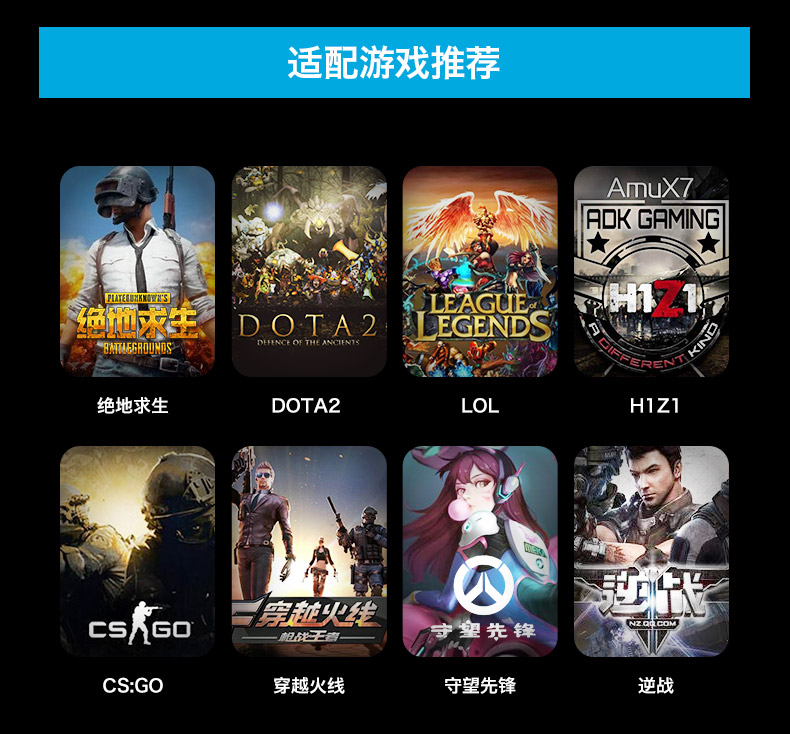 适配游戏推荐
PLAYERUNKNOWN'S
绝地求生
BATTLEGROUNDS
DOTA2
DEFENCE OF THE ANCIENTS
LEAGUE of
LEGENDS
AmuX7
ADK GAMING
H1Z1
A DIFFERENT KIND
绝地求生
DOTA2
LOL
H1Z1
CS GO
穿越火线
枪战王者
守望先锋
逆战
NZ.QQ.COM
CS:GO
穿越火线
守望先锋
逆战